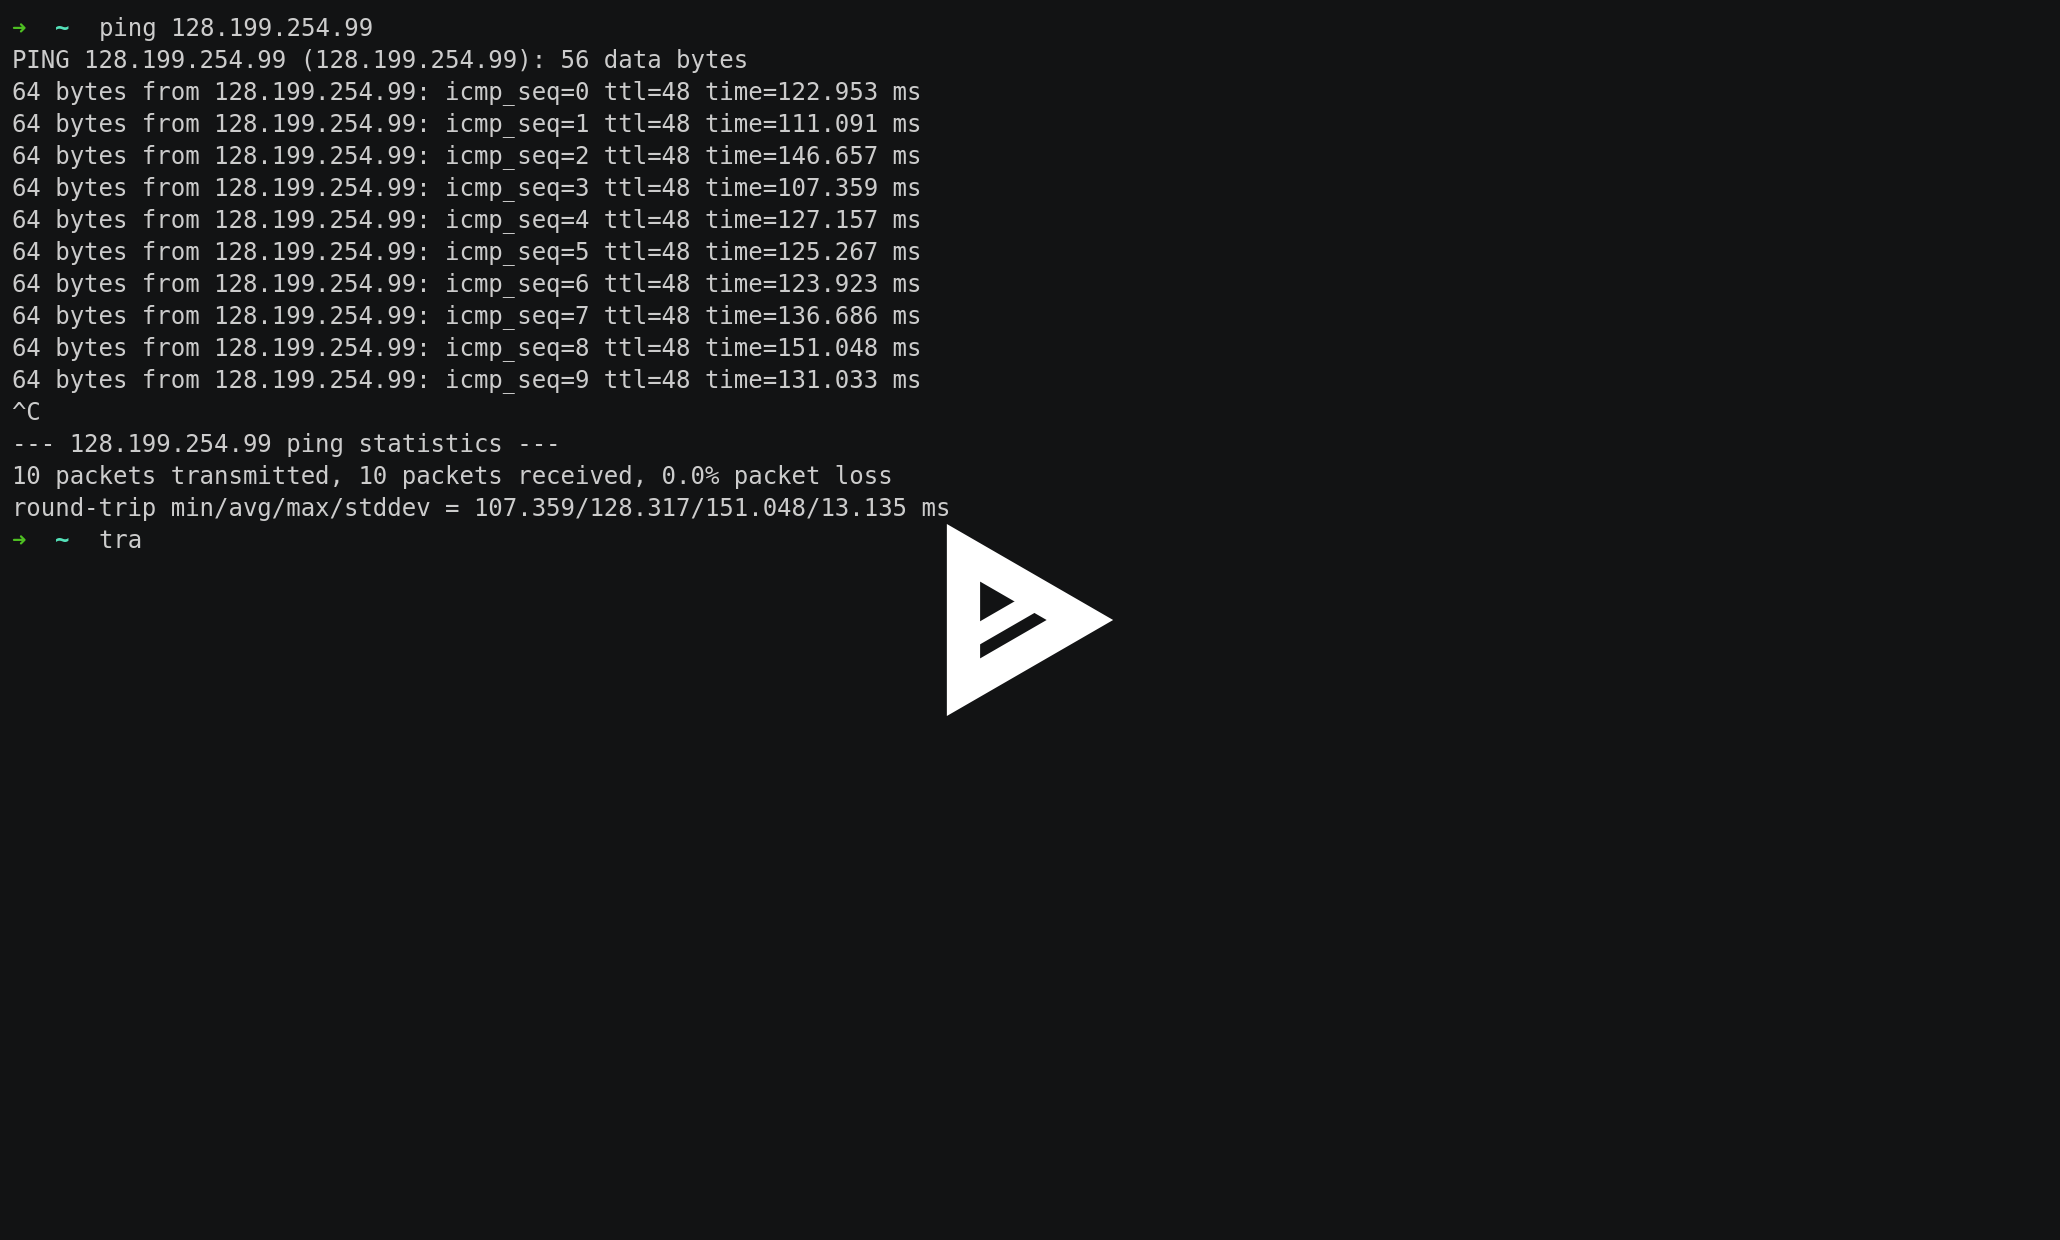 ➜  ~  ping 128.199.254.99
PING 128.199.254.99 (128.199.254.99): 56 data bytes
64 bytes from 128.199.254.99: icmp_seq=0 ttl=48 time=122.953 ms
64 bytes from 128.199.254.99: icmp_seq=1 ttl=48 time=111.091 ms
64 bytes from 128.199.254.99: icmp_seq=2 ttl=48 time=146.657 ms
64 bytes from 128.199.254.99: icmp_seq=3 ttl=48 time=107.359 ms
64 bytes from 128.199.254.99: icmp_seq=4 ttl=48 time=127.157 ms
64 bytes from 128.199.254.99: icmp_seq=5 ttl=48 time=125.267 ms
64 bytes from 128.199.254.99: icmp_seq=6 ttl=48 time=123.923 ms
64 bytes from 128.199.254.99: icmp_seq=7 ttl=48 time=136.686 ms
64 bytes from 128.199.254.99: icmp_seq=8 ttl=48 time=151.048 ms
64 bytes from 128.199.254.99: icmp_seq=9 ttl=48 time=131.033 ms
^C
--- 128.199.254.99 ping statistics ---
10 packets transmitted, 10 packets received, 0.0% packet loss
round-trip min/avg/max/stddev = 107.359/128.317/151.048/13.135 ms
➜  ~  tra